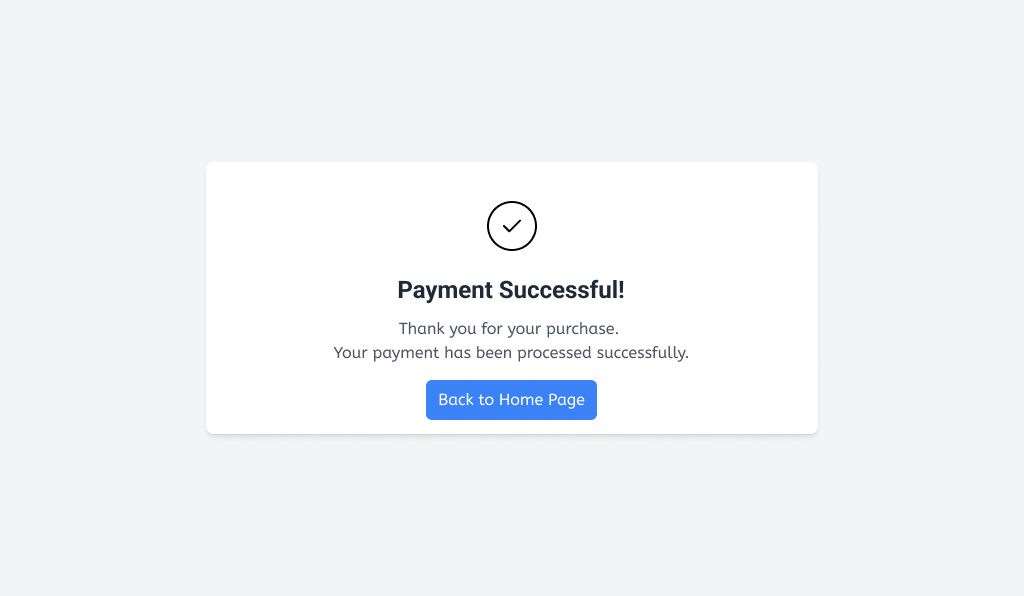 Payment Successful!
Thank you for your purchase.
Your payment has been processed successfully.
Back to Home Page